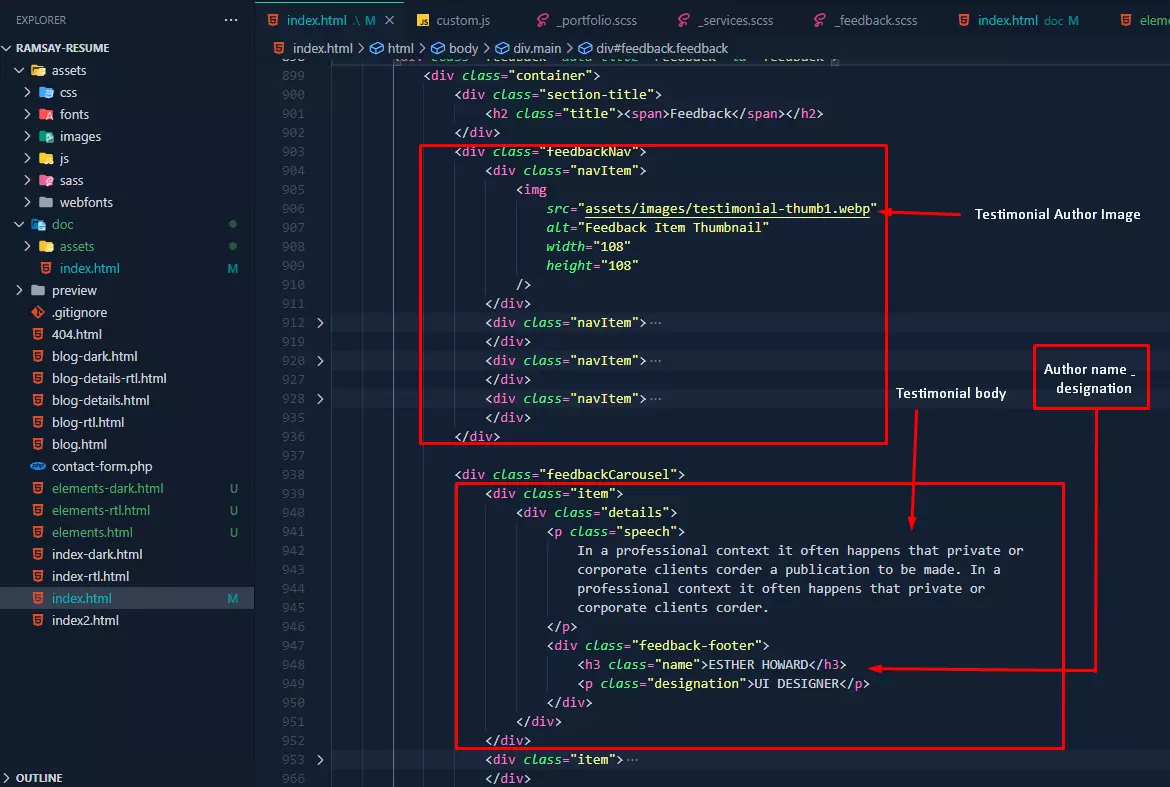 EXPLORER
RAMSAY-RESUME
assets
css
fonts
images
js
sass
webfonts
doc
assets
index.html M
preview
.gitignore
404.html
blog-dark.html
blog-details-rtl.html
blog-details.html
blog-rtl.html
blog.html
contact-form.php
elements-dark.html U
elements-rtl.html U
elements.html U
index-dark.html
index-rtl.html
index.html M
index2.html
OUTLINE
index.html .\ M custom.js _portfolio.scss _services.scss _feedback.scss index.html doc M elem
index.html > html > body > div.main > div#feedback.feedback
899 <div class="container">
900 <div class="section-title">
901 <h2 class="title"><span>Feedback</span></h2>
902 </div>
903 <div class="feedbackNav">
904 <div class="navItem">
905 <img
906 src="assets/images/testimonial-thumb1.webp"
907 alt="Feedback Item Thumbnail"
908 width="108"
909 height="108"
910 />
911 </div>
912 <div class="navItem">···
919 </div>
920 <div class="navItem">···
927 </div>
928 <div class="navItem">···
935 </div>
936 </div>
937
938 <div class="feedbackCarousel">
939 <div class="item">
940 <div class="details">
941 <p class="speech">
942 In a professional context it often happens that private or
943 corporate clients corder a publication to be made. In a
944 professional context it often happens that private or
945 corporate clients corder.
946 </p>
947 <div class="feedback-footer">
948 <h3 class="name">ESTHER HOWARD</h3>
949 <p class="designation">UI DESIGNER</p>
950 </div>
951 </div>
952 </div>
953 <div class="item">···
966 </div>
Testimonial Author Image
Author name _
designation
Testimonial body